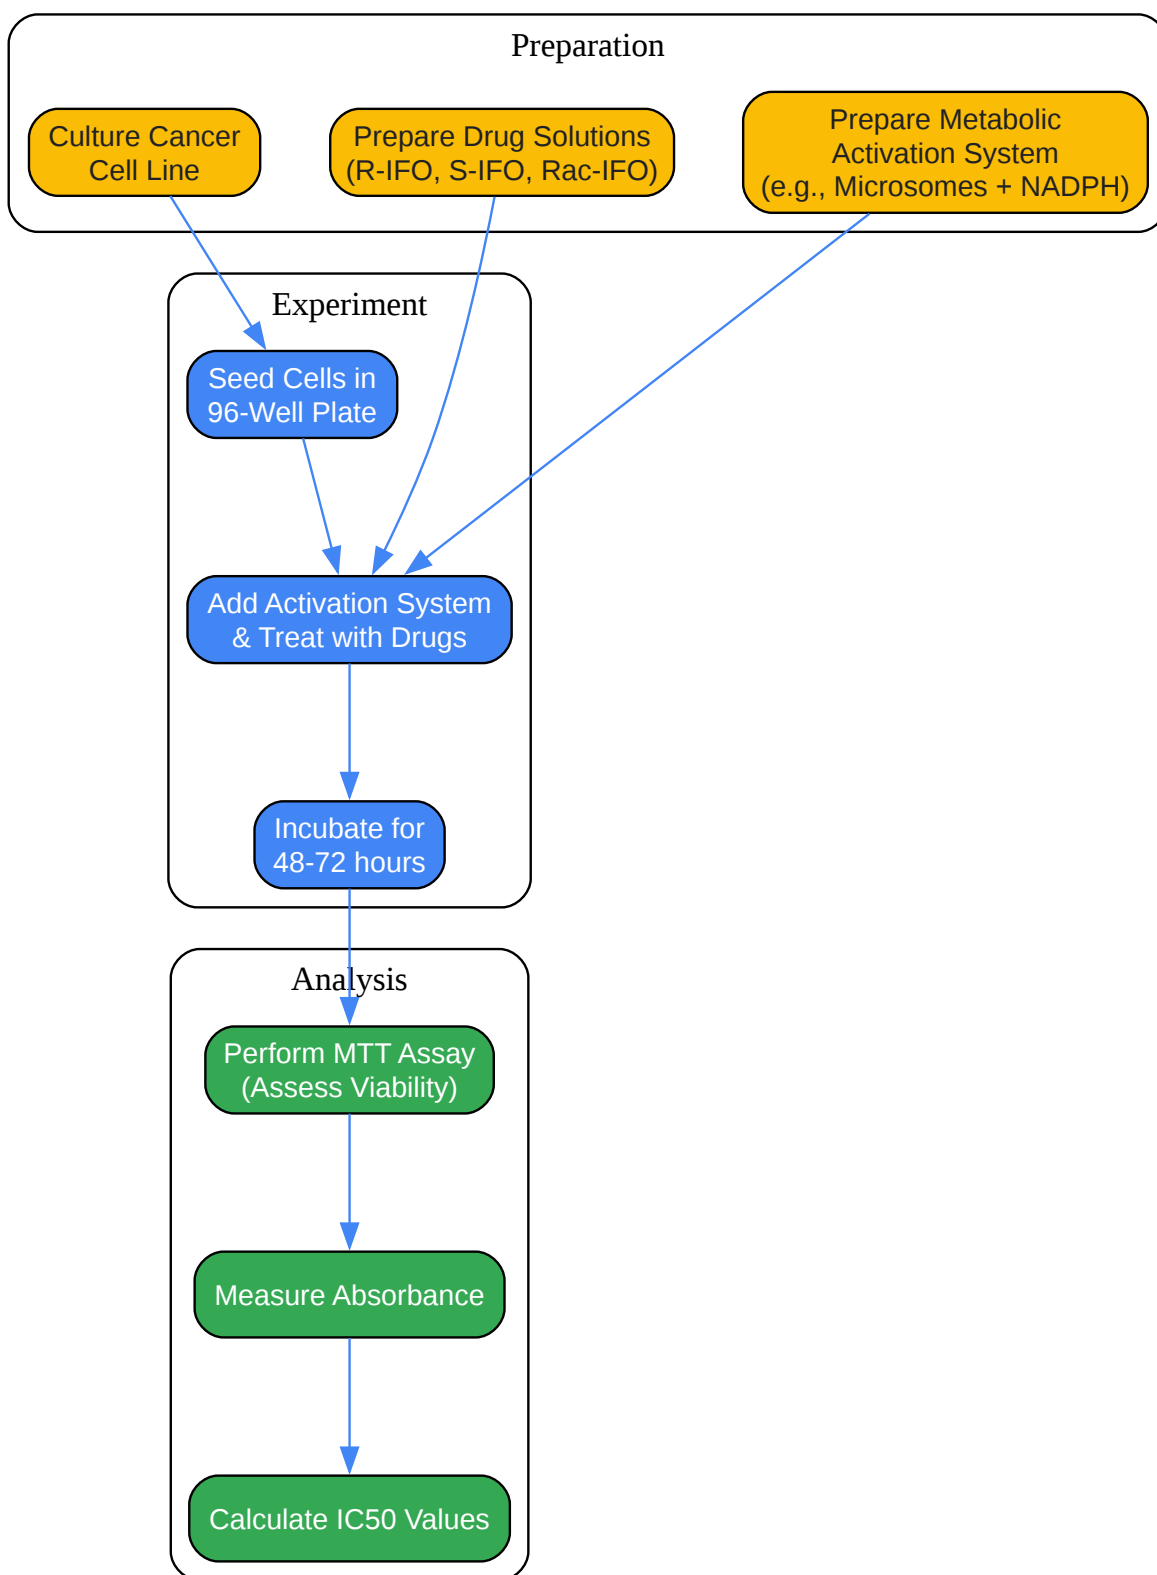 Preparation
Culture Cancer
Cell Line
Prepare Drug Solutions
(R-IFO, S-IFO, Rac-IFO)
Prepare Metabolic
Activation System
(e.g., Microsomes + NADPH)
Experiment
Seed Cells in
96-Well Plate
Add Activation System
& Treat with Drugs
Incubate for
48-72 hours
Analysis
Perform MTT Assay
(Assess Viability)
Measure Absorbance
Calculate IC50 Values